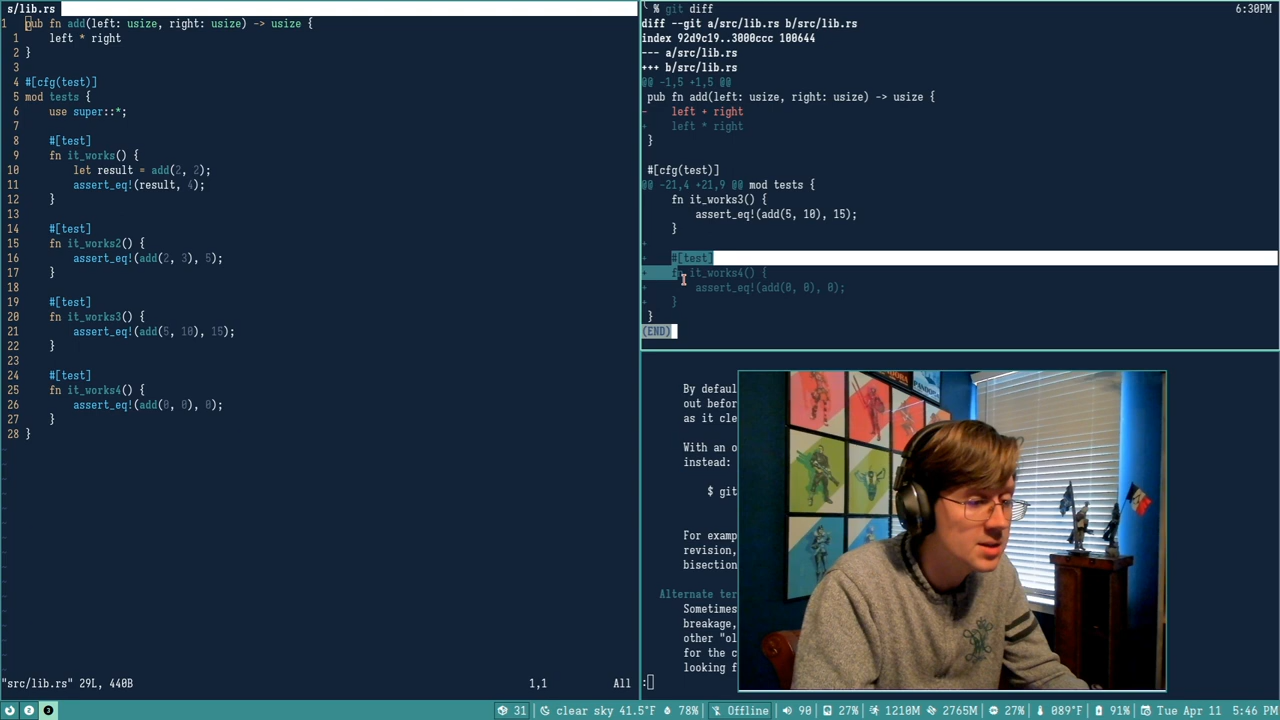 s/lib.rs
1 pub fn add(left: usize, right: usize) -> usize {
1 left * right
2 }
3
4 #[cfg(test)]
5 mod tests {
6 use super::*;
7
8 #[test]
9 fn it_works() {
10 let result = add(2, 2);
11 assert_eq!(result, 4);
12 }
13
14 #[test]
15 fn it_works2() {
16 assert_eq!(add(2, 3), 5);
17 }
18
19 #[test]
20 fn it_works3() {
21 assert_eq!(add(5, 10), 15);
22 }
23
24 #[test]
25 fn it_works4() {
26 assert_eq!(add(0, 0), 0);
27 }
28 }
"src/lib.rs" 29L, 440B 1,1 All
% git diff 6:30PM
diff --git a/src/lib.rs b/src/lib.rs
index 92d9c19..3000ccc 100644
--- a/src/lib.rs
+++ b/src/lib.rs
@@ -1,5 +1,5 @@
pub fn add(left: usize, right: usize) -> usize {
- left + right
+ left * right
}
#[cfg(test)]
@@ -21,4 +21,9 @@ mod tests {
fn it_works3() {
assert_eq!(add(5, 10), 15);
}
+
+ #[test]
+ fn it_works4() {
+ assert_eq!(add(0, 0), 0);
+ }
}
(END)
By defaul
out befor
as it cle
With an o
instead:
$ git
For examp
revision,
bisection
Alternate ter
Sometimes
breakage,
other "ol
for the c
looking f
:
2 3 31 clear sky 41.5°F 78% Offline 90 27% 1210M 2765M 27% 089°F 91% Tue Apr 11 5:46 PM